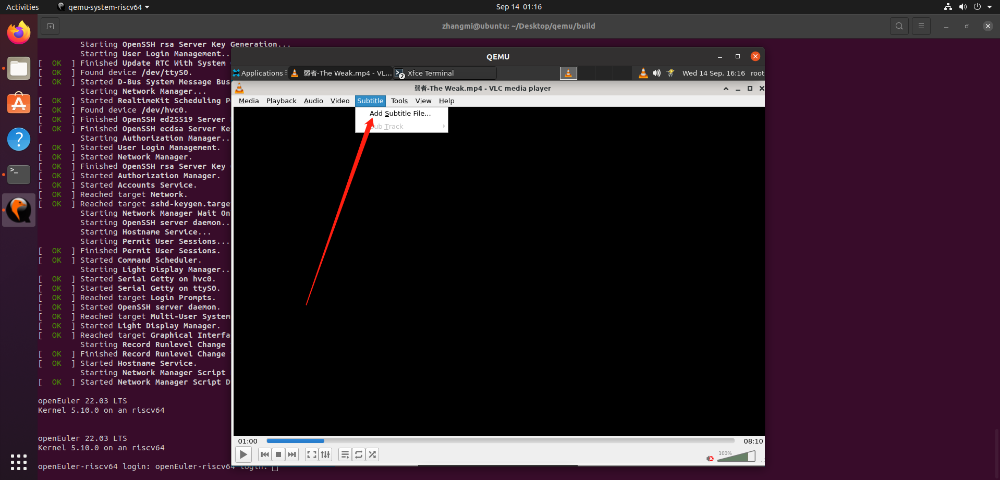 Activities qemu-system-riscv64 Sep 14 01:16
zhangmi@ubuntu: ~/Desktop/qemu/build
Starting OpenSSH rsa Server Key Generation...
Starting User Login Management..
[ OK ] Finished Update RTC With System
[ OK ] Found device /dev/ttyS0.
[ OK ] Started D-Bus System Message Bus
Starting Network Manager...
[ OK ] Started RealtimeKit Scheduling Po
[ OK ] Found device /dev/hvc0.
[ OK ] Finished OpenSSH ed25519 Server
[ OK ] Finished OpenSSH ecdsa Server Ke
Starting Authorization Manager..
[ OK ] Started User Login Management.
[ OK ] Started Network Manager.
[ OK ] Finished OpenSSH rsa Server Key
[ OK ] Started Authorization Manager.
[ OK ] Started Accounts Service.
[ OK ] Reached target Network.
[ OK ] Reached target sshd-keygen.targe
Starting Network Manager Wait On
Starting OpenSSH server daemon..
Starting Hostname Service...
Starting Permit User Sessions...
[ OK ] Finished Permit User Sessions.
[ OK ] Started Command Scheduler.
Starting Light Display Manager..
[ OK ] Started Serial Getty on hvc0.
[ OK ] Started Serial Getty on ttyS0.
[ OK ] Reached target Login Prompts.
[ OK ] Started OpenSSH server daemon.
[ OK ] Reached target Multi-User System
[ OK ] Started Light Display Manager.
[ OK ] Reached target Graphical Interfa
Starting Record Runlevel Change
[ OK ] Finished Record Runlevel Change
[ OK ] Started Hostname Service.
Starting Network Manager Script
[ OK ] Started Network Manager Script D
openEuler 22.03 LTS
Kernel 5.10.0 on an riscv64
openEuler 22.03 LTS
Kernel 5.10.0 on an riscv64
openEuler-riscv64 login: openEuler-riscv64 login:
QEMU
Applications 弱者-The Weak.mp4 - VL... 2 Xfce Terminal Wed 14 Sep, 16:16 root
弱者-The Weak.mp4 - VLC media player
Media Playback Audio Video Subtitle Tools View Help
Add Subtitle File...
Sub Track
01:00 08:10
100%